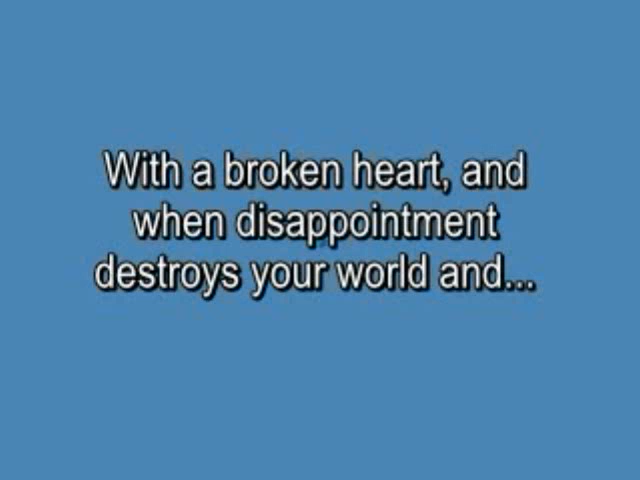 With a broken heart, and
when disappointment
destroys your world and...